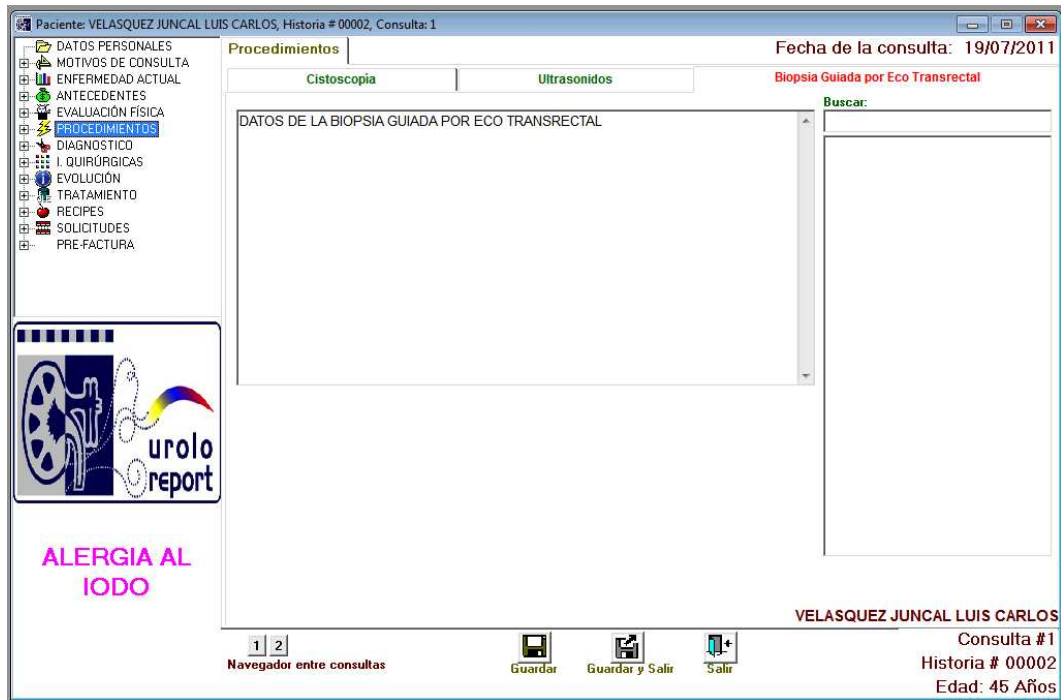 Paciente: VELASQUEZ JUNCAL LUIS CARLOS, Historia # 00002, Consulta: 1
DATOS PERSONALES
MOTIVOS DE CONSULTA
ENFERMEDAD ACTUAL
ANTECEDENTES
EVALUACIÓN FÍSICA
PROCEDIMIENTOS
DIAGNOSTICO
I. QUIRÚRGICAS
EVOLUCIÓN
TRATAMIENTO
RECIPES
SOLICITUDES
PRE-FACTURA
urolo
report
ALERGIA AL
IODO
Procedimientos
Fecha de la consulta: 19/07/2011
Cistoscopia
Ultrasonidos
Biopsia Guiada por Eco Transrectal
DATOS DE LA BIOPSIA GUIADA POR ECO TRANSRECTAL
Buscar:
VELASQUEZ JUNCAL LUIS CARLOS
1 2
Navegador entre consultas
Guardar
Guardar y Salir
Salir
Consulta #1
Historia # 00002
Edad: 45 Años